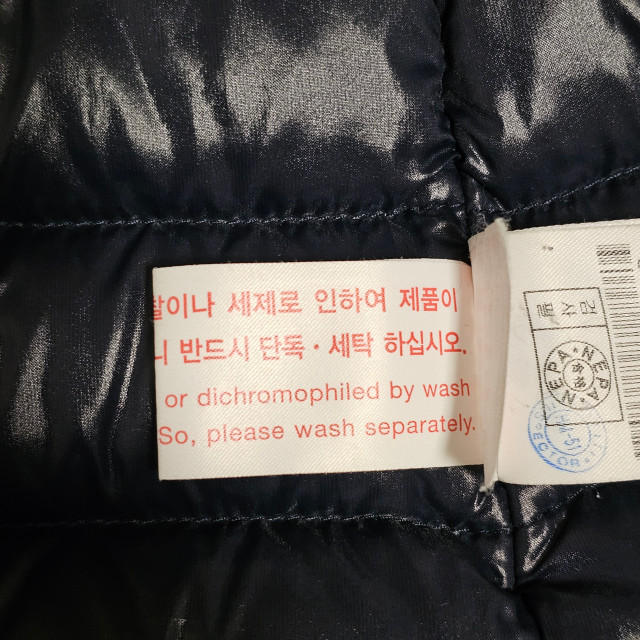 이나 세제로 인하여 제품이
니 반드시 단독·세탁 하십시오.
or dichromophiled by wash
So, please wash separately.
검사필
NEPA·NEPA·